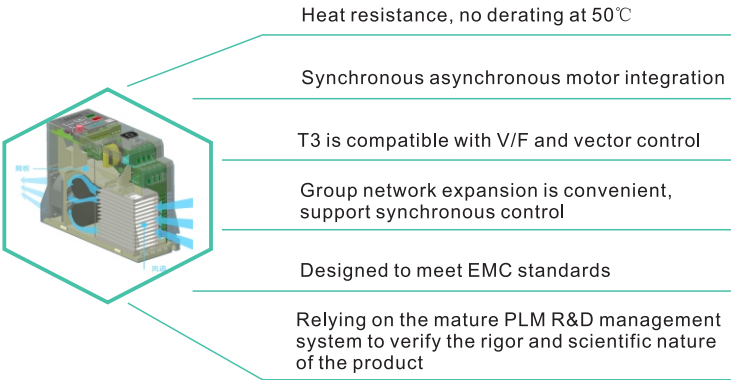 Heat resistance, no derating at 50℃
Synchronous asynchronous motor integration
T3 is compatible with V/F and vector control
Group network expansion is convenient,
support synchronous control
Designed to meet EMC standards
Relying on the mature PLM R&D management
system to verify the rigor and scientific nature
of the product
风道